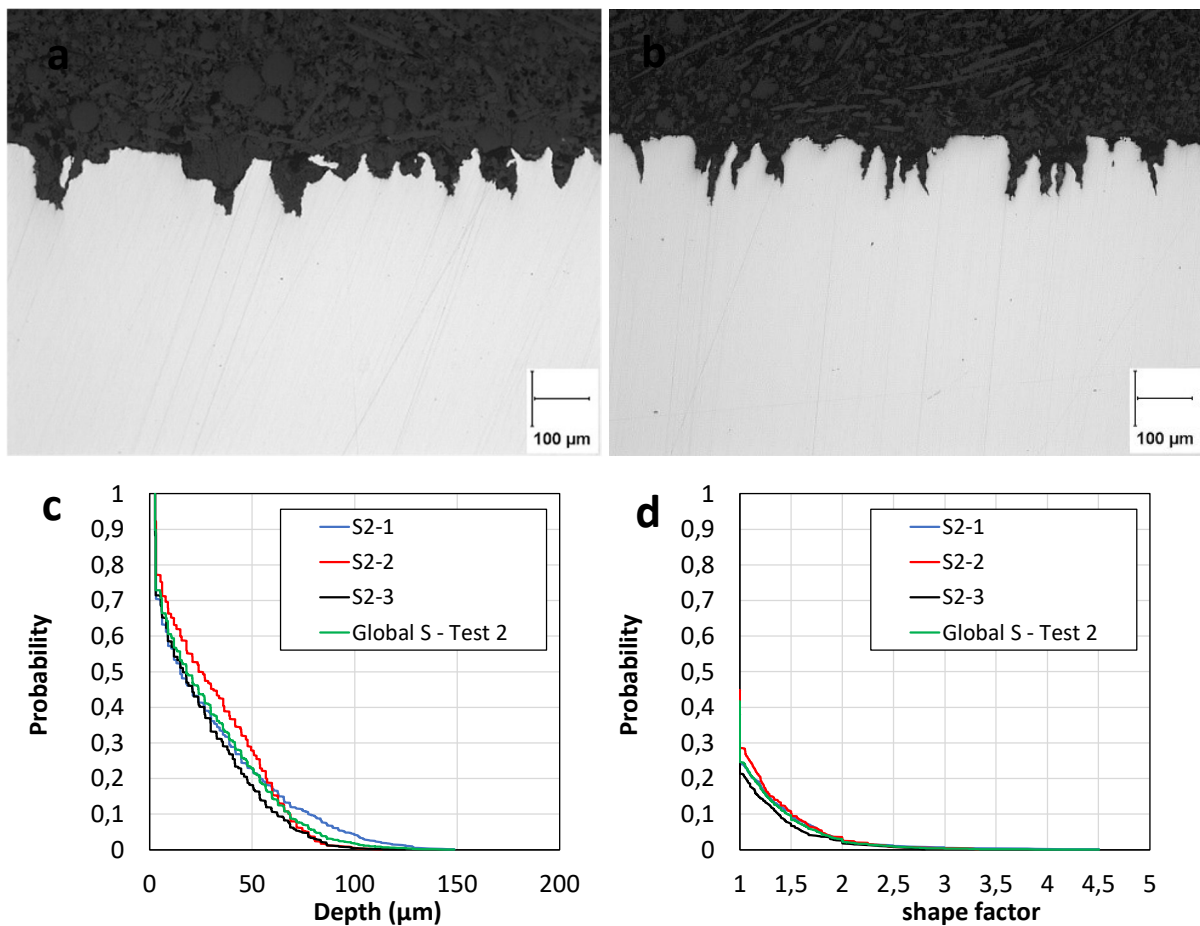 a
b
100 µm
100 µm
c
Probability
1
0,9
0,8
0,7
0,6
0,5
0,4
0,3
0,2
0,1
0
S2-1
S2-2
S2-3
Global S - Test 2
0 50 100 150 200
Depth (µm)
d
Probability
1
0,9
0,8
0,7
0,6
0,5
0,4
0,3
0,2
0,1
0
S2-1
S2-2
S2-3
Global S - Test 2
1 1,5 2 2,5 3 3,5 4 4,5 5
shape factor